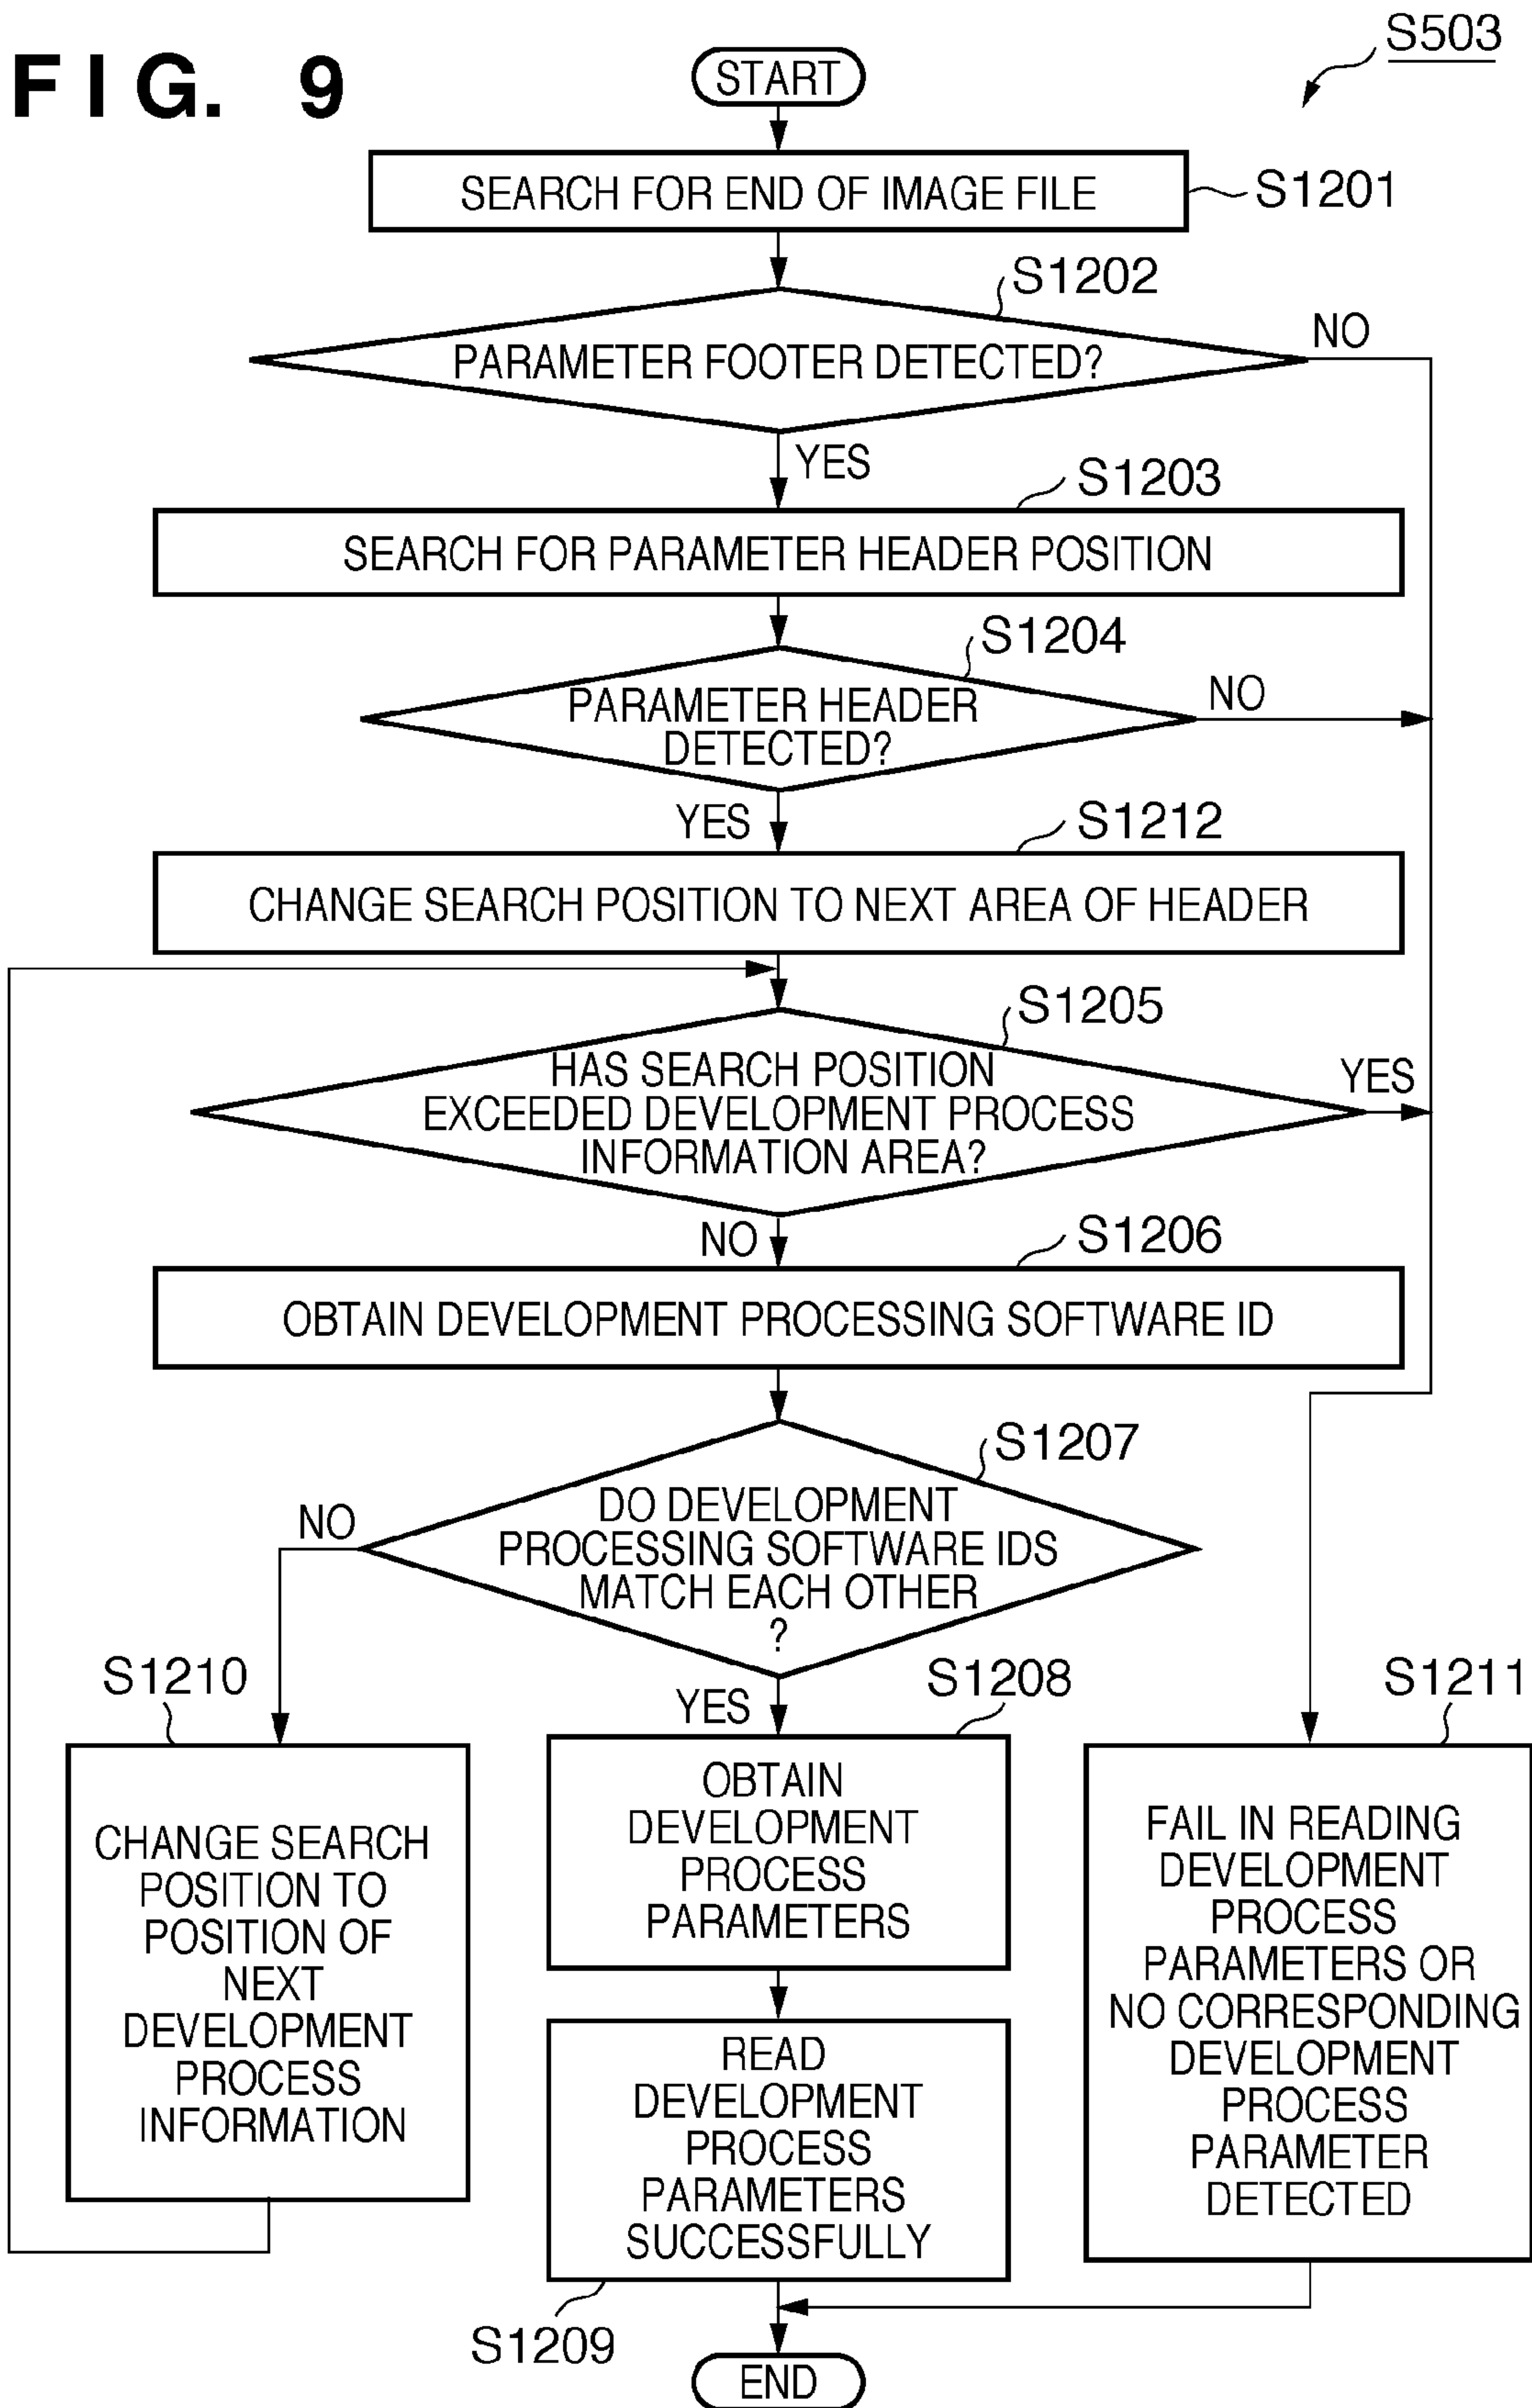 FIG. 9
S503
START
SEARCH FOR END OF IMAGE FILE
S1201
S1202
PARAMETER FOOTER DETECTED?
NO
YES
S1203
SEARCH FOR PARAMETER HEADER POSITION
S1204
PARAMETER HEADER
DETECTED?
NO
YES
S1212
CHANGE SEARCH POSITION TO NEXT AREA OF HEADER
S1205
HAS SEARCH POSITION
EXCEEDED DEVELOPMENT PROCESS
INFORMATION AREA?
YES
NO
S1206
OBTAIN DEVELOPMENT PROCESSING SOFTWARE ID
S1207
DO DEVELOPMENT
PROCESSING SOFTWARE IDS
MATCH EACH OTHER
?
NO
YES
S1210
CHANGE SEARCH
POSITION TO
POSITION OF
NEXT
DEVELOPMENT
PROCESS
INFORMATION
S1208
OBTAIN
DEVELOPMENT
PROCESS
PARAMETERS
READ
DEVELOPMENT
PROCESS
PARAMETERS
SUCCESSFULLY
S1209
S1211
FAIL IN READING
DEVELOPMENT
PROCESS
PARAMETERS OR
NO CORRESPONDING
DEVELOPMENT
PROCESS
PARAMETER
DETECTED
END